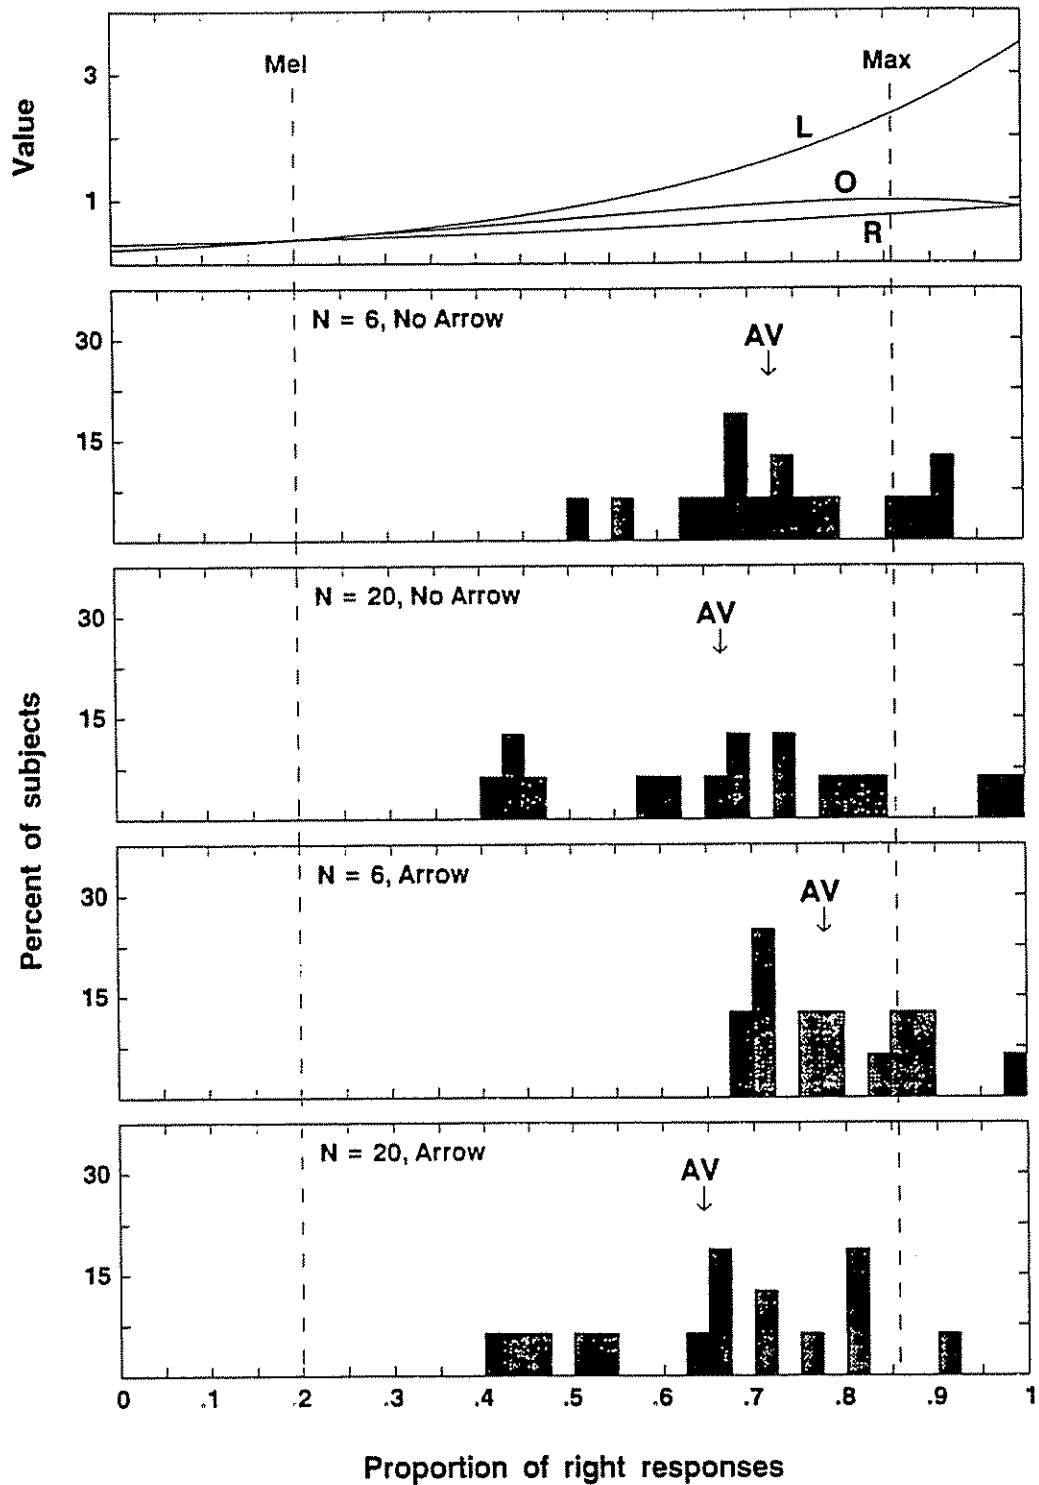 Value
3
1
Mel
Max
L
O
R
Percent of subjects
N = 6, No Arrow
AV
30
15
N = 20, No Arrow
AV
30
15
N = 6, Arrow
AV
30
15
N = 20, Arrow
AV
30
15
0 .1 .2 .3 .4 .5 .6 .7 .8 .9 1
Proportion of right responses